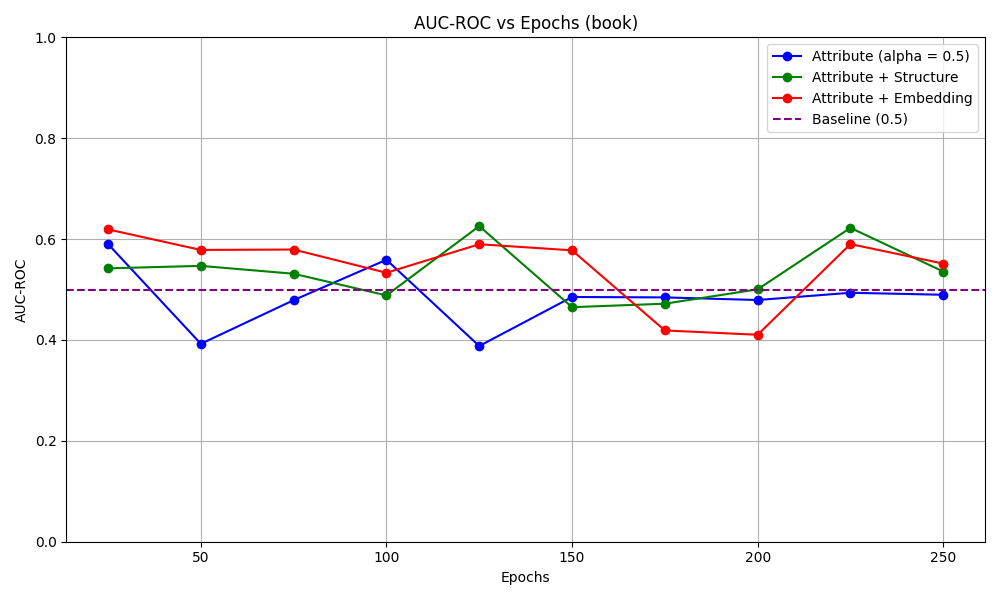 AUC-ROC vs Epochs (book)
1.0
0.8
0.6
0.4
0.2
0.0
AUC-ROC
Attribute (alpha = 0.5)
Attribute + Structure
Attribute + Embedding
Baseline (0.5)
50 100 150 200 250
Epochs